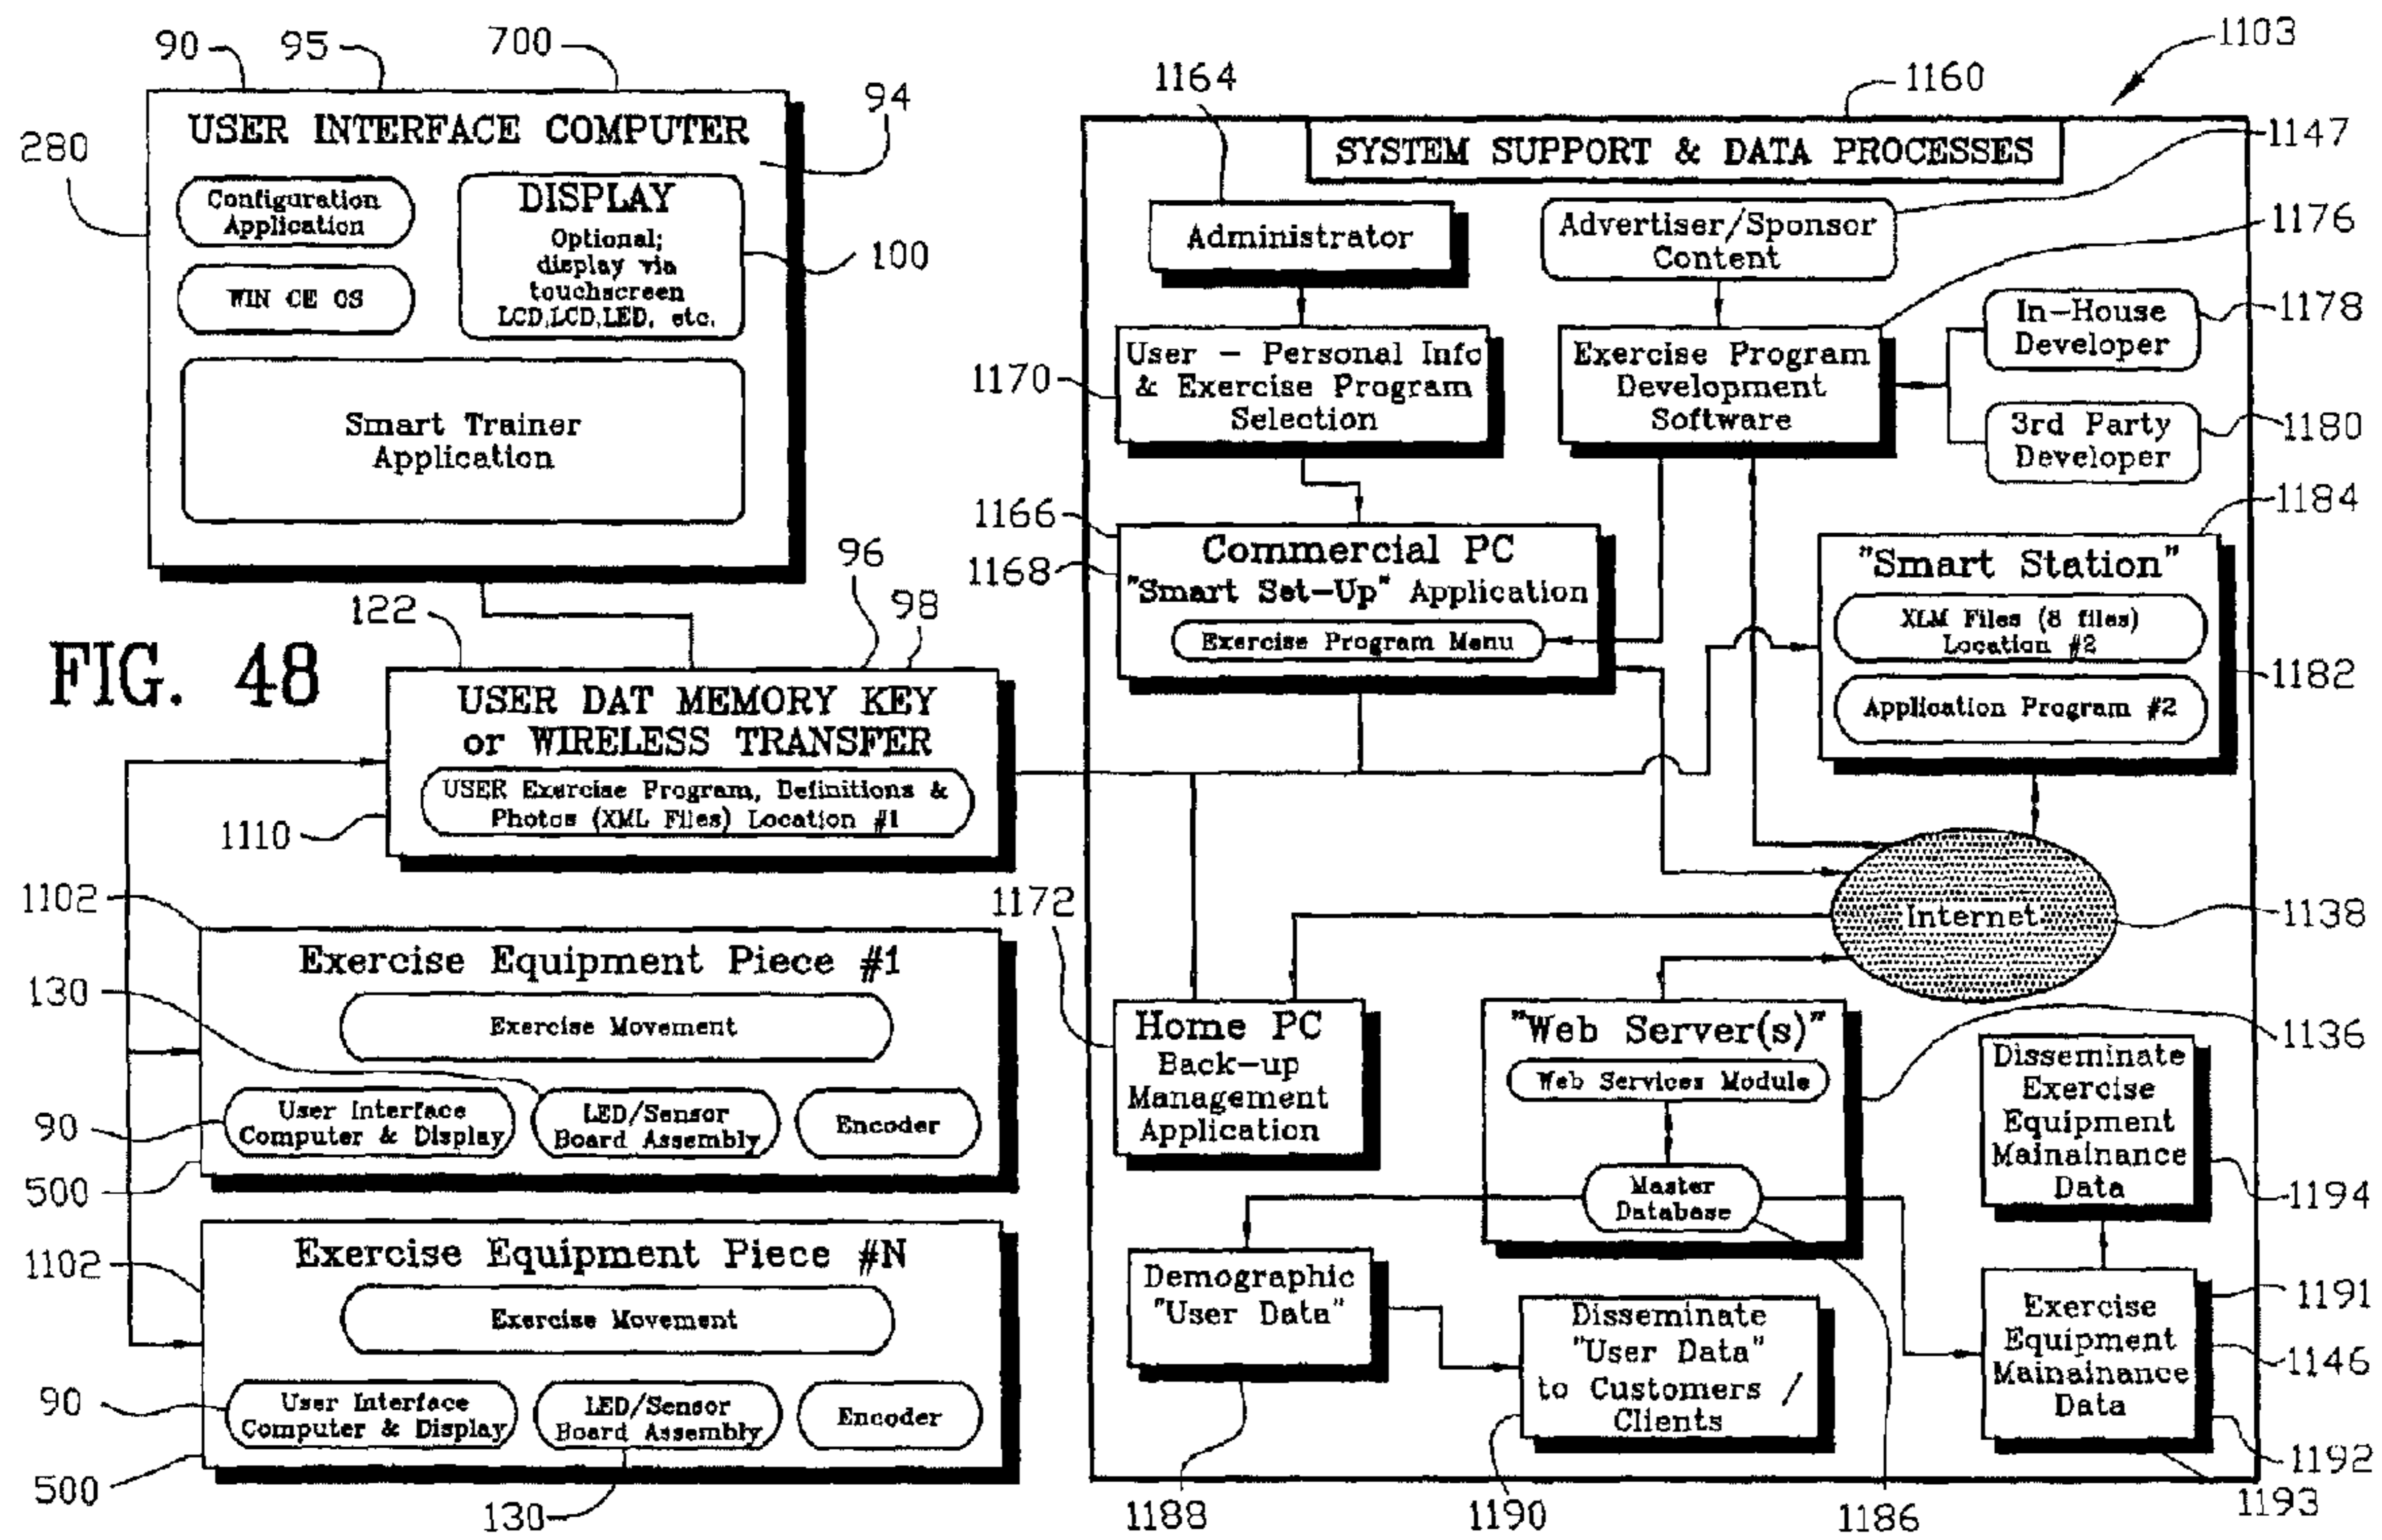 90
95
700
94
280
USER INTERFACE COMPUTER
Configuration
Application
WIN CE OS
DISPLAY
Optional;
display via
touchscreen
LCD,LCD,LED, etc.
100
Smart Trainer
Application
FIG. 48
122
96
98
USER DAT MEMORY KEY
or WIRELESS TRANSFER
USER Exercise Program, Definitions &
Photos (XML Files) Location #1
1110
1102
Exercise Equipment Piece #1
130
Exercise Movement
90
User Interface
Computer & Display
LED/Sensor
Board Assembly
Encoder
500
1102
Exercise Equipment Piece #N
Exercise Movement
90
User Interface
Computer & Display
LED/Sensor
Board Assembly
Encoder
500
130
1103
1160
SYSTEM SUPPORT & DATA PROCESSES
1164
Administrator
1147
Advertiser/Sponsor
Content
1176
1170
User - Personal Info
& Exercise Program
Selection
Exercise Program
Development
Software
In-House
Developer
1178
3rd Party
Developer
1180
1166
1168
Commercial PC
"Smart Set-Up" Application
Exercise Program Menu
1184
"Smart Station"
XLM Files (8 files)
Location #2
Application Program #2
1182
Internet
1138
1172
Home PC
Back-up
Management
Application
"Web Server(s)"
Web Services Module
Master
Database
1136
Disseminate
Exercise
Equipment
Mainainance
Data
1194
Demographic
"User Data"
Disseminate
"User Data"
to Customers /
Clients
Exercise
Equipment
Mainainance
Data
1191
1146
1192
1193
1188
1190
1186